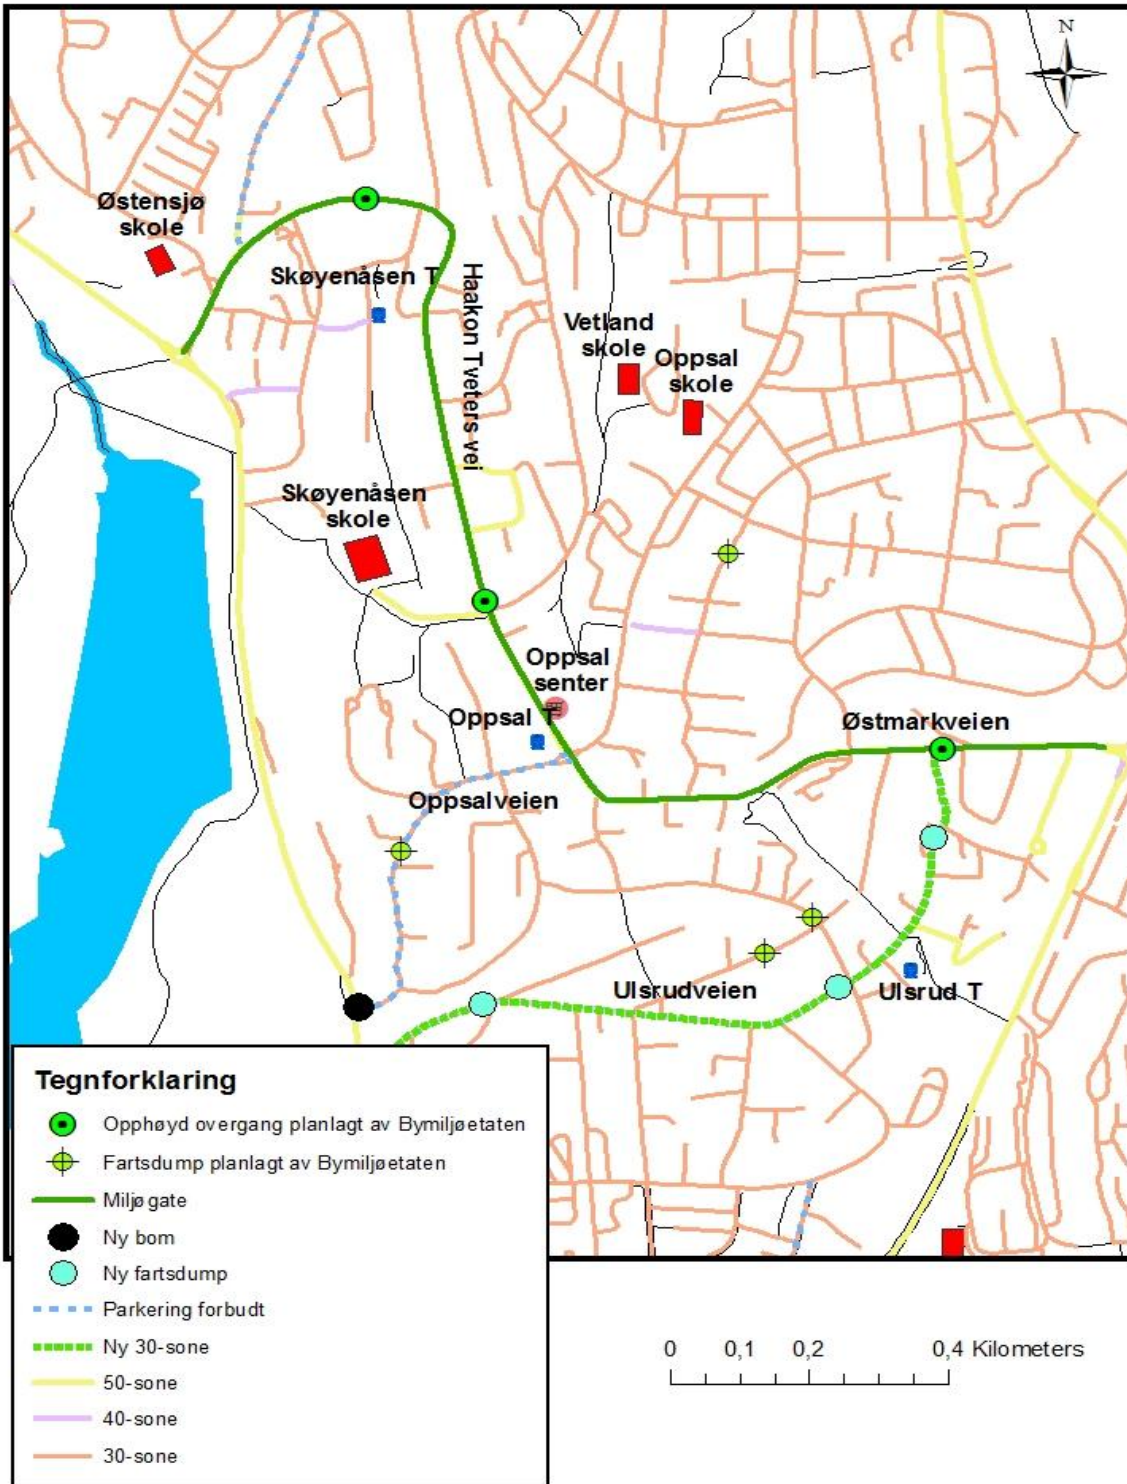 N
Østensjø
skole
Skøyenåsen T
Haakon Tveters vei
Vetland
skole
Oppsal
skole
Skøyenåsen
skole
Oppsal
senter
Oppsal T
Østmarkveien
Oppsalveien
Ulsrudveien
Ulsrud T
Tegnforklaring
Opphøyd overgang planlagt av Bymiljøetaten
Fartsdump planlagt av Bymiljøetaten
Miljøgate
Ny bom
Ny fartsdump
Parkering forbudt
Ny 30-sone
50-sone
40-sone
30-sone
0 0,1 0,2 0,4 Kilometers